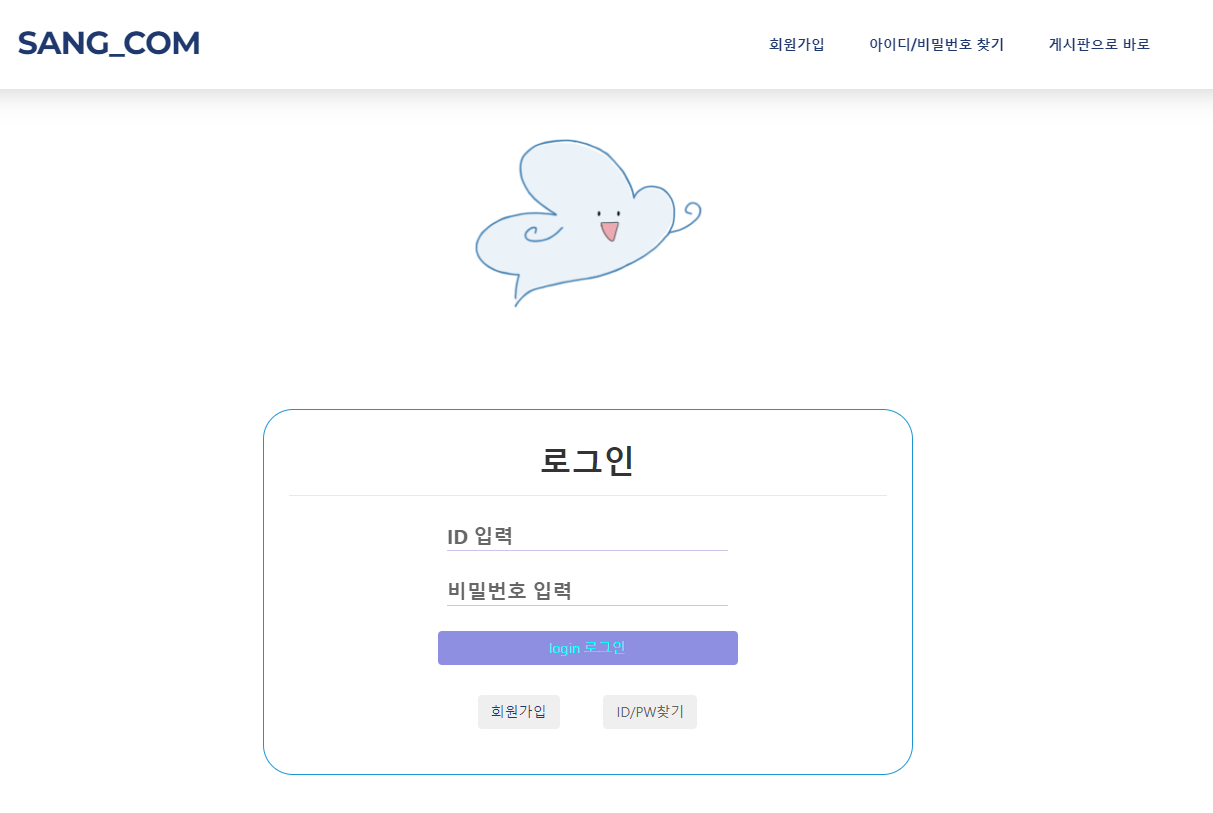 SANG_COM
회원가입 아이디/비밀번호 찾기 게시판으로 바로
로그인
ID 입력
비밀번호 입력
login 로그인
회원가입 ID/PW찾기